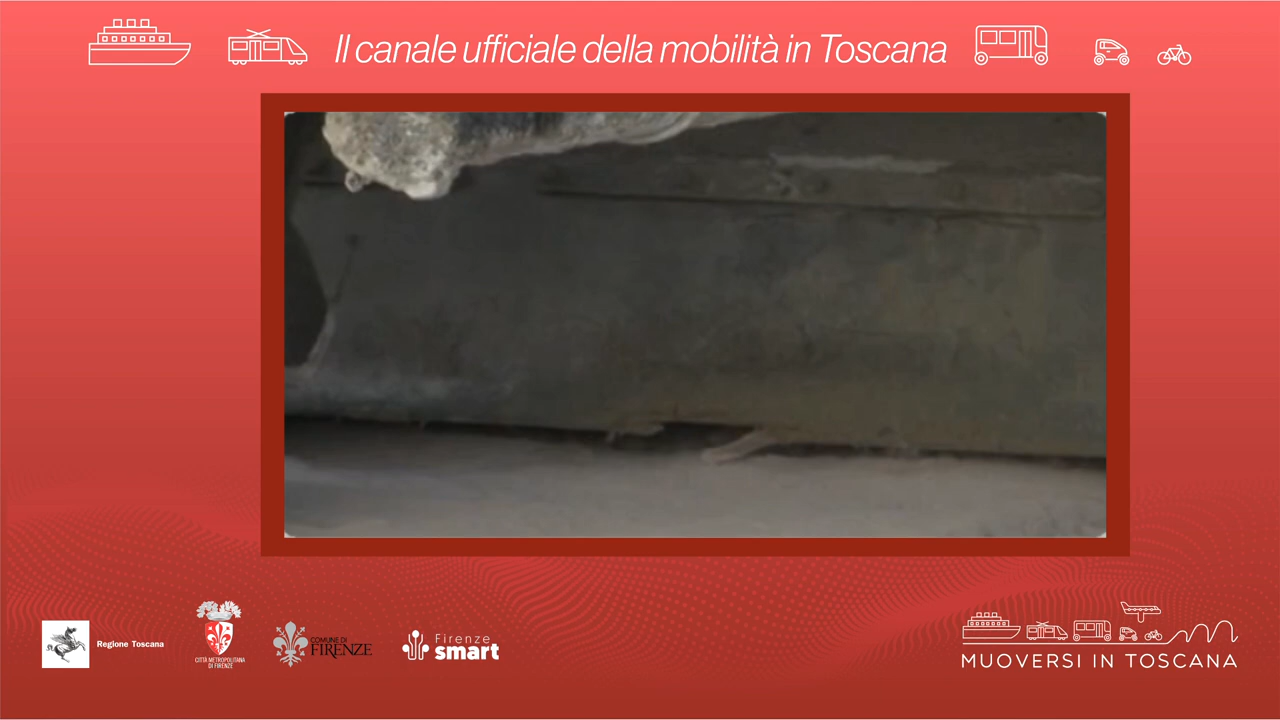 Il canale ufficiale della mobilità in Toscana
Regione Toscana
CITTÀ METROPOLITANA
DI FIRENZE
COMUNE DI
FIRENZE
Firenze
smart
MUOVERSI IN TOSCANA